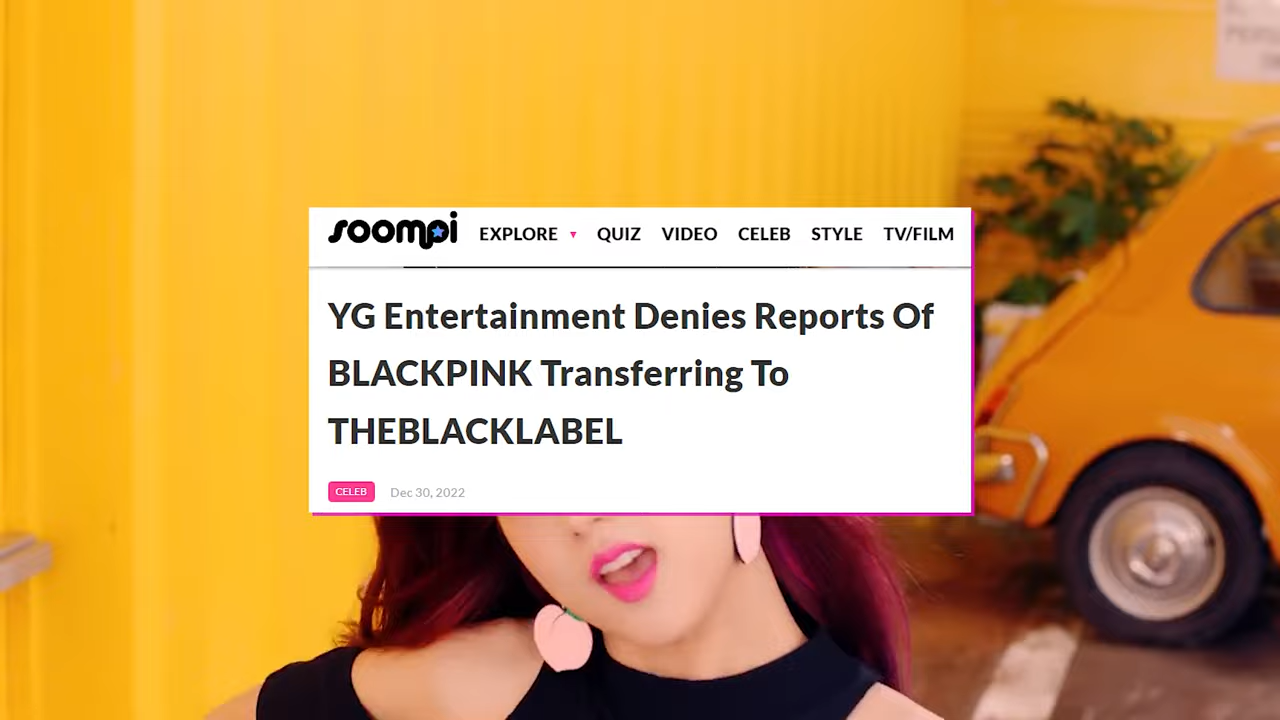 soompi EXPLORE ▼ QUIZ VIDEO CELEB STYLE TV/FILM
YG Entertainment Denies Reports Of
BLACKPINK Transferring To
THEBLACKLABEL
CELEB Dec 30, 2022